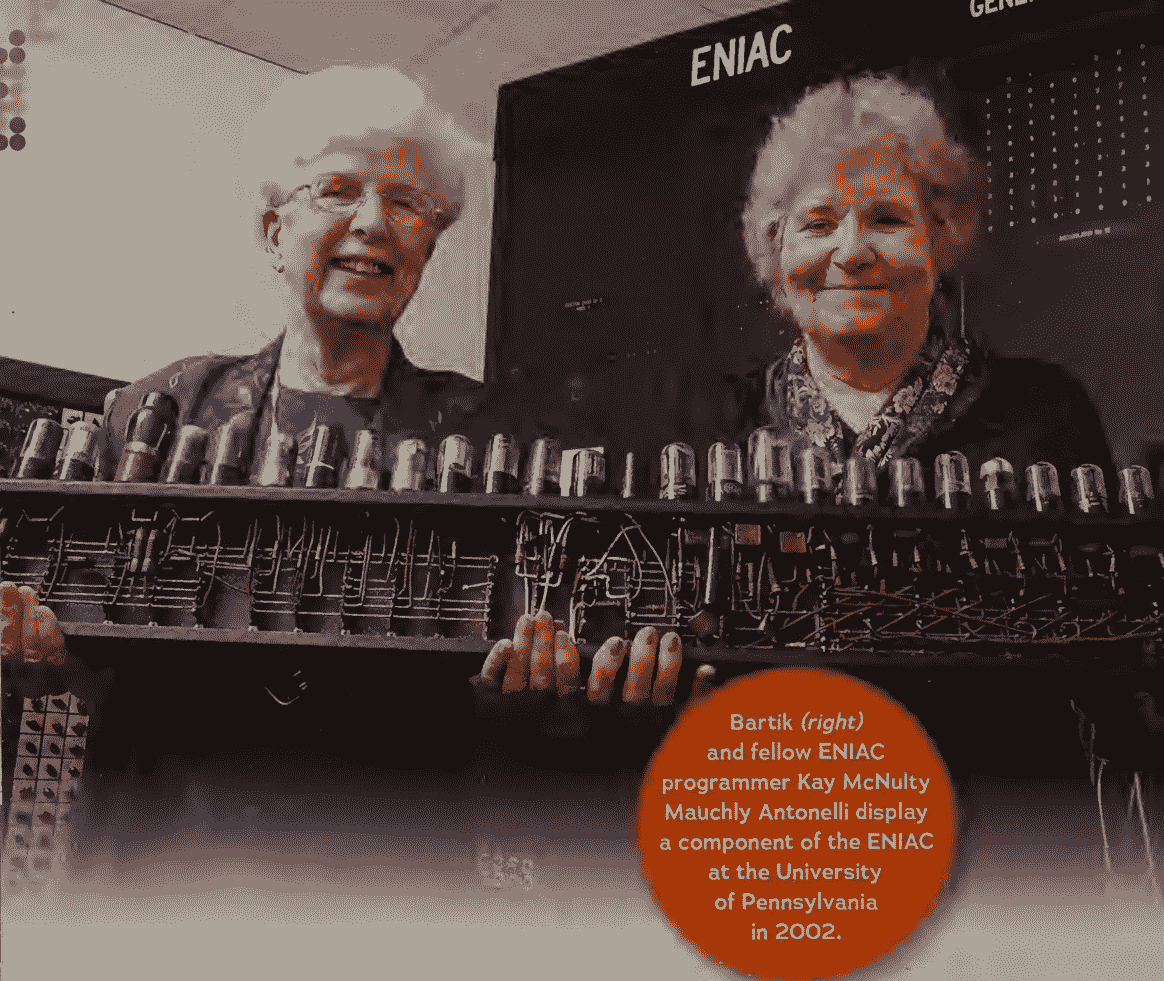 ENIAC
Bartik (right)
and fellow ENIAC
programmer Kay McNulty
Mauchly Antonelli display
a component of the ENIAC
at the University
of Pennsylvania
in 2002.